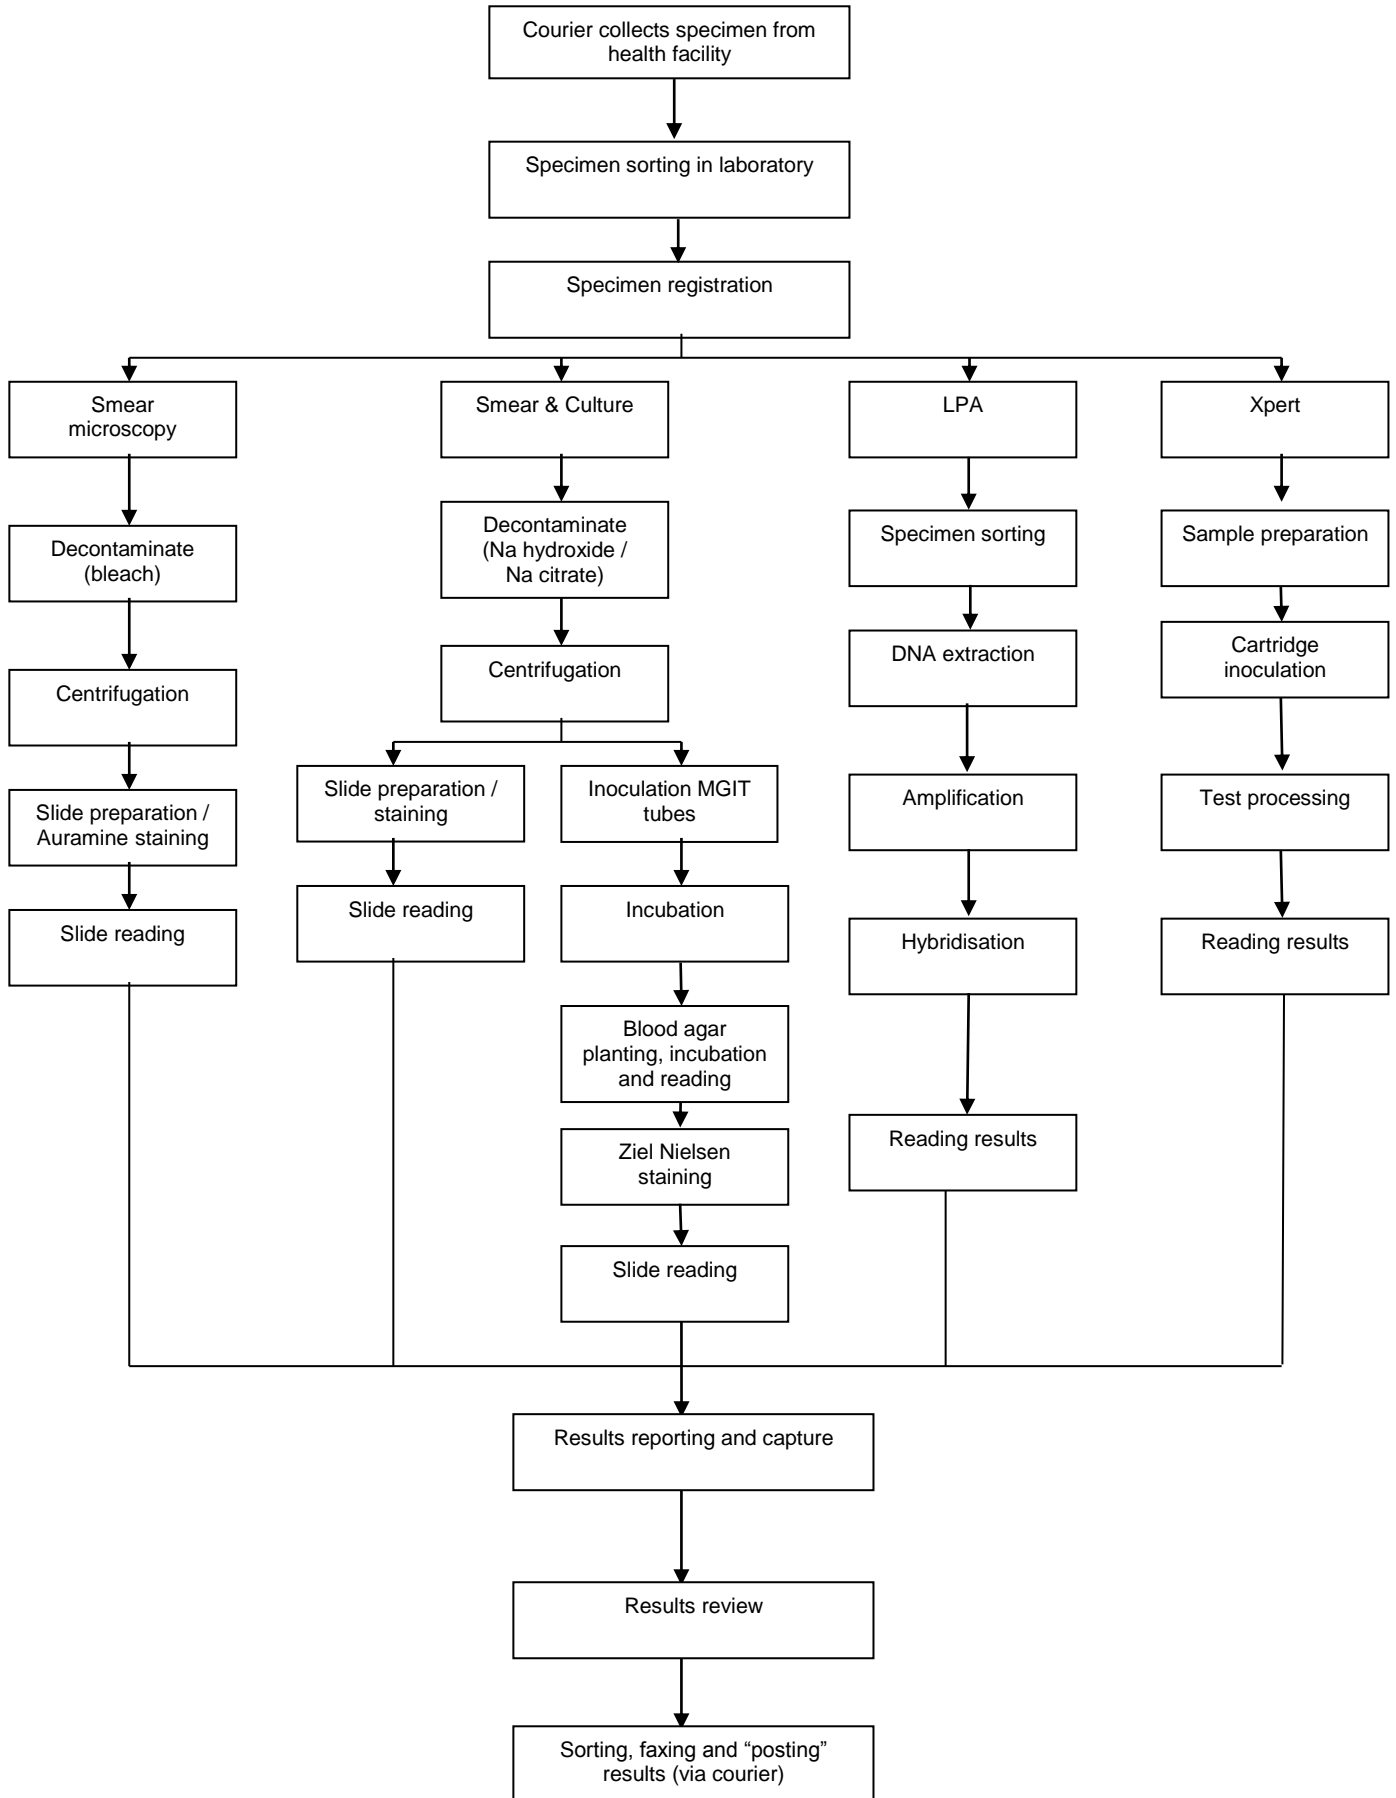 Courier collects specimen from
health facility
Specimen sorting in laboratory
Specimen registration
Smear
microscopy
Decontaminate
(bleach)
Centrifugation
Slide preparation /
Auramine staining
Slide reading
Smear & Culture
Decontaminate
(Na hydroxide /
Na citrate)
Centrifugation
Slide preparation /
staining
Slide reading
Inoculation MGIT
tubes
Incubation
Blood agar
planting, incubation
and reading
Ziel Nielsen
staining
Slide reading
LPA
Specimen sorting
DNA extraction
Amplification
Hybridisation
Reading results
Xpert
Sample preparation
Cartridge
inoculation
Test processing
Reading results
Results reporting and capture
Results review
Sorting, faxing and “posting”
results (via courier)